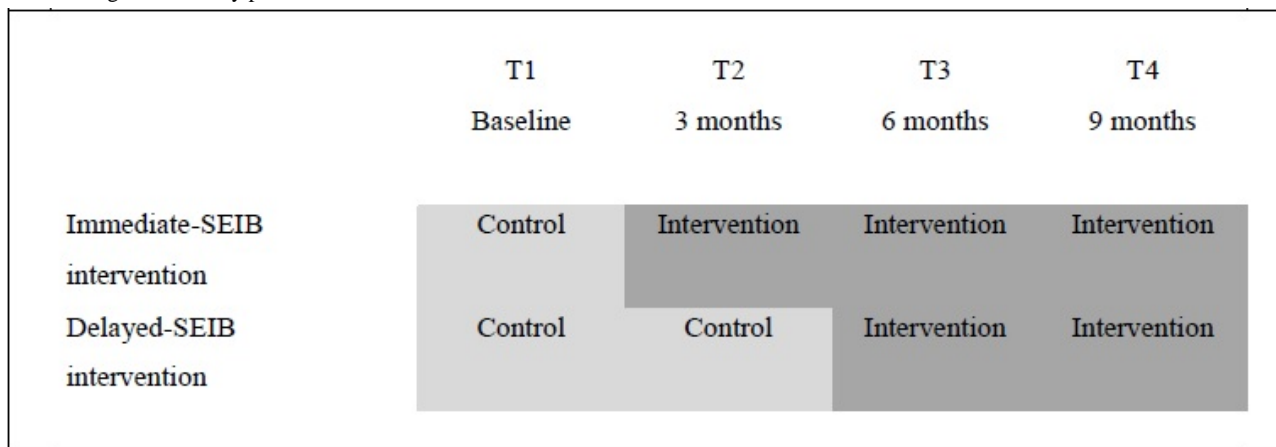 T1 T2 T3 T4
Baseline 3 months 6 months 9 months
Immediate-SEIB Control Intervention Intervention Intervention
intervention
Delayed-SEIB Control Control Intervention Intervention
intervention